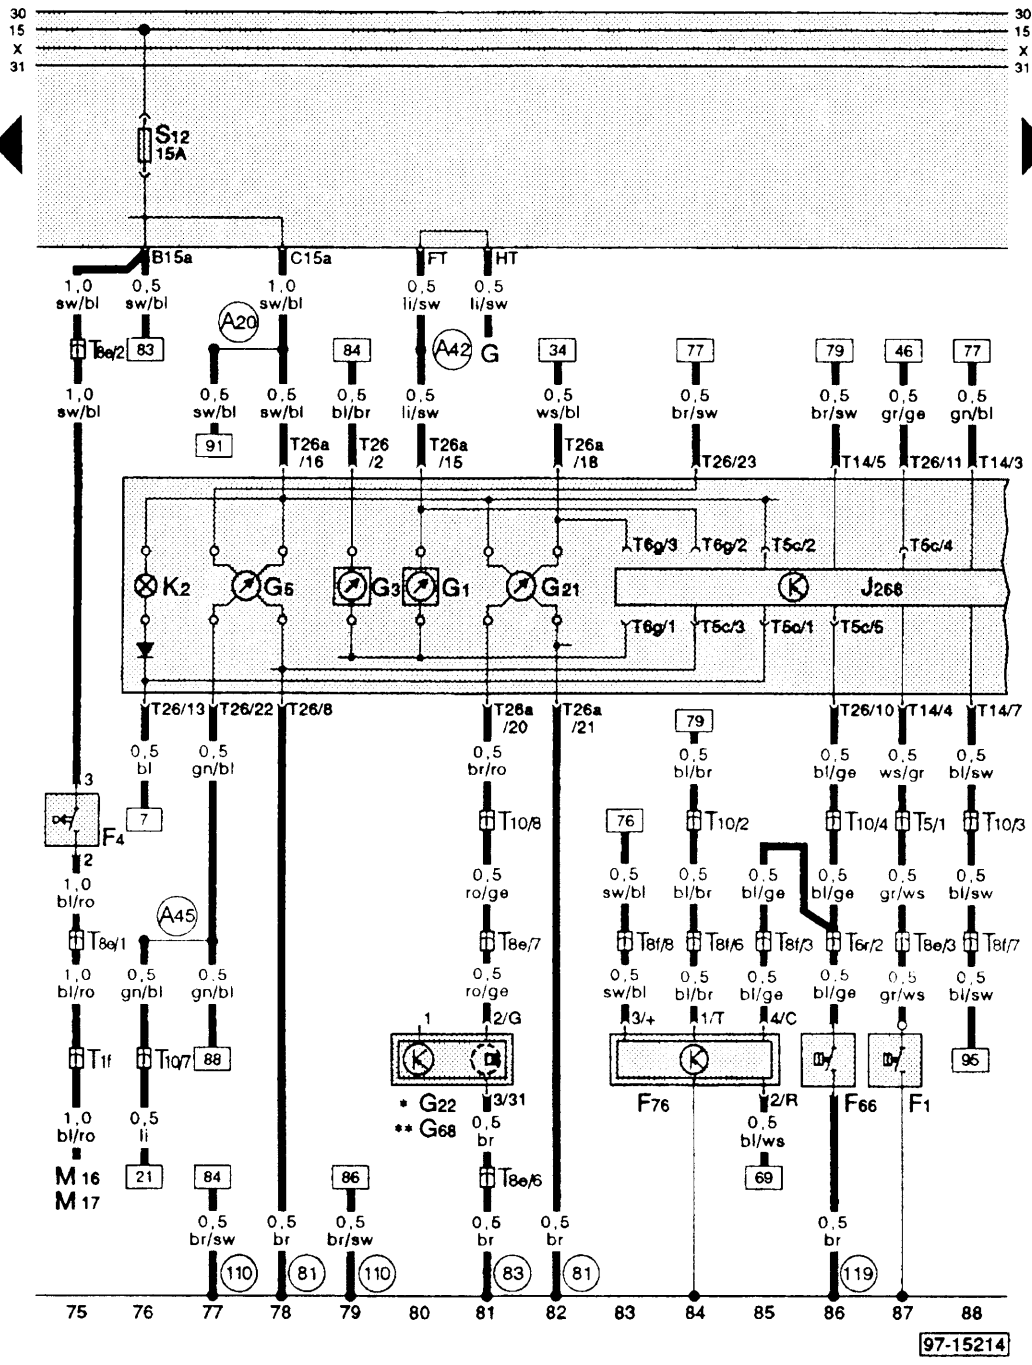 30 30
15 15
X X
31 31
S12
15A
B15a C15a FT HT
1,0 0,5 1,0 0,5 0,5
sw/bl sw/bl sw/bl li/sw li/sw
A20
T8e/2 83 84 A42 G 34 77 79 46 77
1,0 0,5 0,5 0,5 0,5 0,5 0,5 0,5 0,5 0,5
sw/bl sw/bl sw/bl bl/br li/sw ws/bl br/sw br/sw gr/ge gn/bl
91 T26a T26 T26a T26a
/16 /2 /15 /18 T26/23 T14/5 T26/11 T14/3
T6g/3 T6g/2 T5c/2 T5c/4
K2 G5 G3 G1 G21 J268
T6g/1 T5c/3 T5c/1 T5c/5
T26/13 T26/22 T26/8 T26a T26a T26/10 T14/4 T14/7
/20 /21 79
0,5 0,5 0,5 0,5 0,5 0,5 0,5
bl gn/bl br/ro bl/br bl/ge ws/gr bl/sw
3
7 T10/8 76 T10/2 T10/4 T5/1 T10/3
F4
2
1,0 0,5 0,5 0,5 0,5 0,5 0,5 0,5
bl/ro ro/ge sw/bl bl/br bl/ge bl/ge gr/ws bl/sw
A45
T8e/1 T8e/7 T8f/8 T8f/6 T8f/3 T6r/2 T8e/3 T8f/7
1,0 0,5 0,5 0,5 0,5 0,5 0,5 0,5 0,5 0,5
bl/ro gn/bl gn/bl ro/ge sw/bl bl/br bl/ge bl/ge gr/ws bl/sw
1 2/G 3/+ 1/T 4/C
T1f T10/7 88 95
* G22 3/31 F76 2/R F66 F1
** G68
1,0 0,5 0,5 0,5
bl/ro li br bl/ws
M 16 21 84 86 T8e/6 69
M 17
0,5 0,5 0,5 0,5 0,5 0,5
br/sw br br/sw br br br
110 81 110 83 81 119
75 76 77 78 79 80 81 82 83 84 85 86 87 88
97-15214